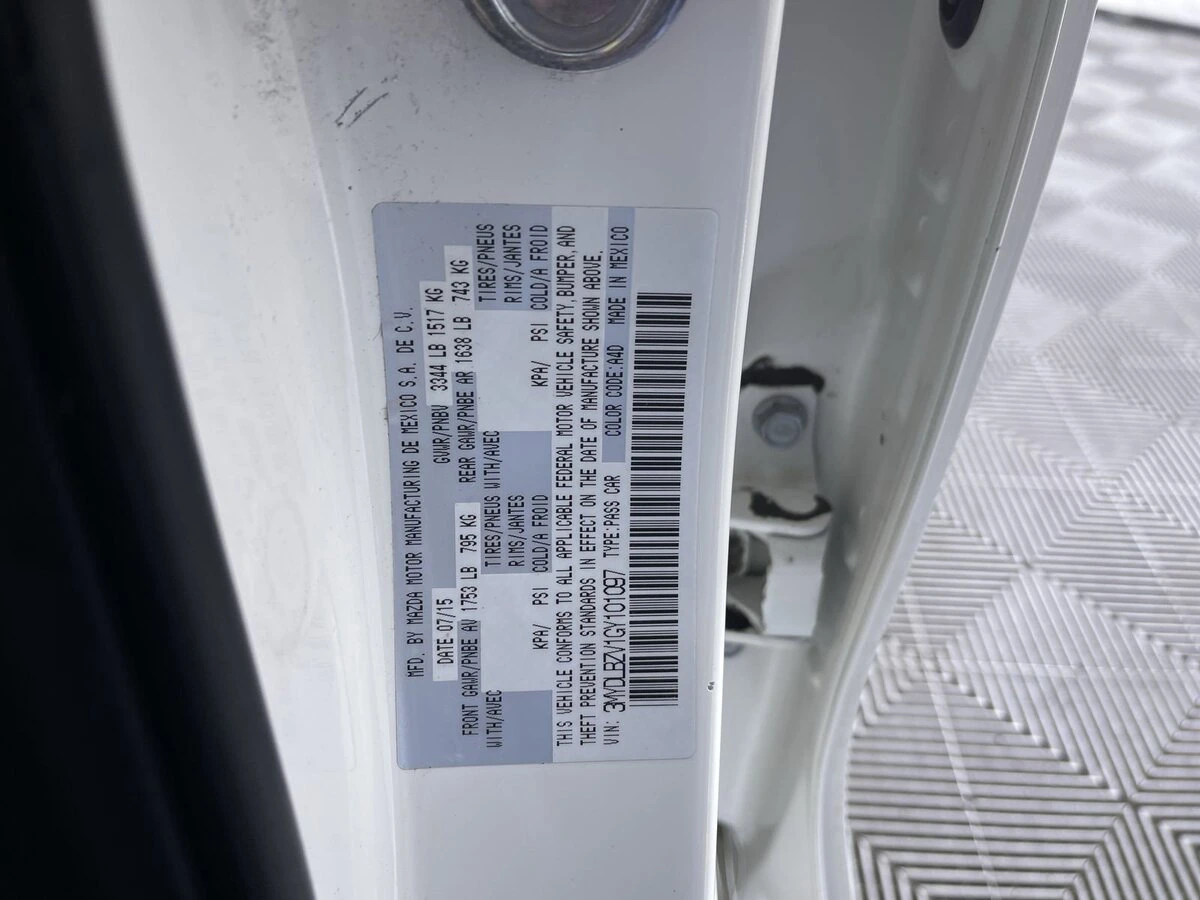 MFD. BY MAZDA MOTOR MANUFACTURING DE MEXICO S.A. DE C.V.
DATE-07/15 GVWR/PNBV 3344 LB 1517 KG
FRONT GAWR/PNBE AV 1753 LB 795 KG REAR GAWR/PNBE AR 1638 LB 743 KG
WITH/AVEC TIRES/PNEUS WITH/AVEC TIRES/PNEUS
RIMS/JANTES RIMS/JANTES
KPA/ PSI COLD/A FROID KPA/ PSI COLD/A FROID
THIS VEHICLE CONFORMS TO ALL APPLICABLE FEDERAL MOTOR VEHICLE SAFETY, BUMPER, AND
THEFT PREVENTION STANDARDS IN EFFECT ON THE DATE OF MANUFACTURE SHOWN ABOVE.
VIN: 3MYDLBZV1GY101097 TYPE:PASS CAR COLOR CODE:A4D MADE IN MEXICO